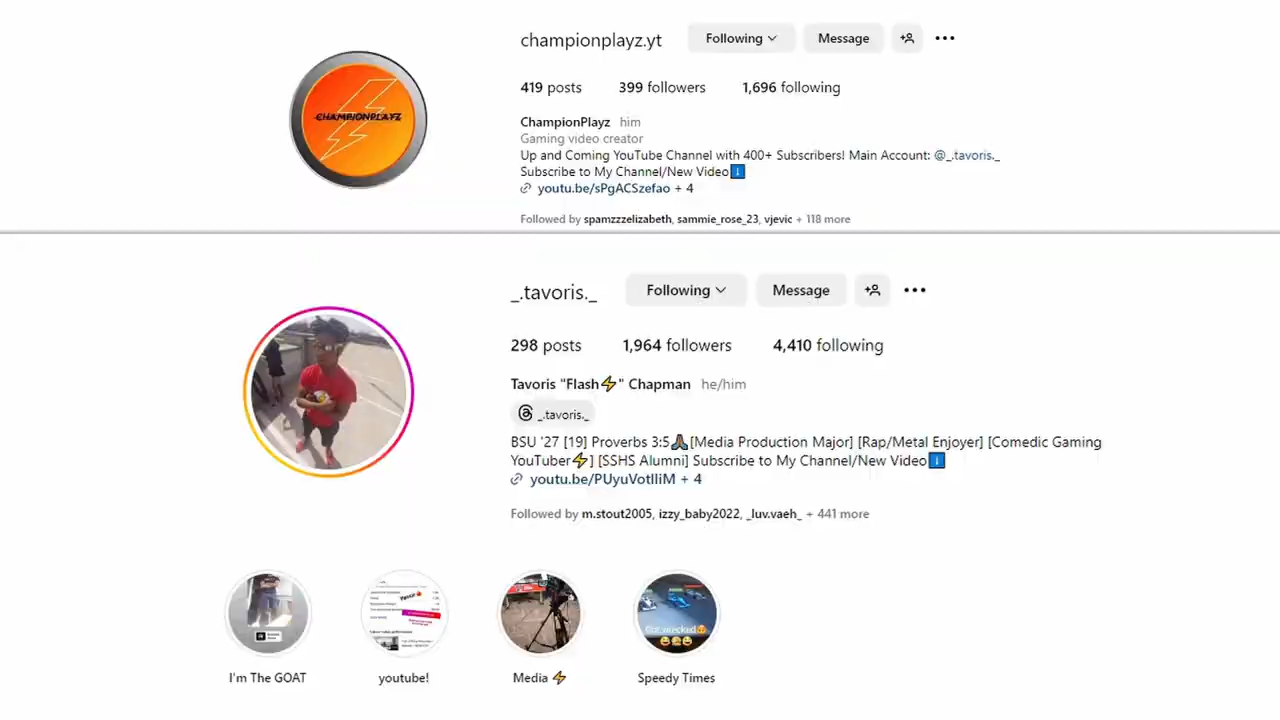 championplayz.yt Following Message
419 posts 399 followers 1,696 following
CHAMPIONPLAYZ
ChampionPlayz him
Gaming video creator
Up and Coming YouTube Channel with 400+ Subscribers! Main Account: @_.tavoris._
Subscribe to My Channel/New Video⬇️
youtu.be/sPgACSzefao + 4
Followed by spamzzzelizabeth, sammie_rose_23, vjevic + 118 more
_.tavoris._ Following Message
298 posts 1,964 followers 4,410 following
Tavoris "Flash⚡" Chapman he/him
_.tavoris._
BSU '27 [19] Proverbs 3:5🙏🏾[Media Production Major] [Rap/Metal Enjoyer] [Comedic Gaming
YouTuber⚡] [SSHS Alumni] Subscribe to My Channel/New Video⬇️
youtu.be/PUyuVotIliM + 4
Followed by m.stout2005, izzy_baby2022, _luv.vaeh_ + 441 more
I'm The GOAT youtube! Media ⚡ Speedy Times